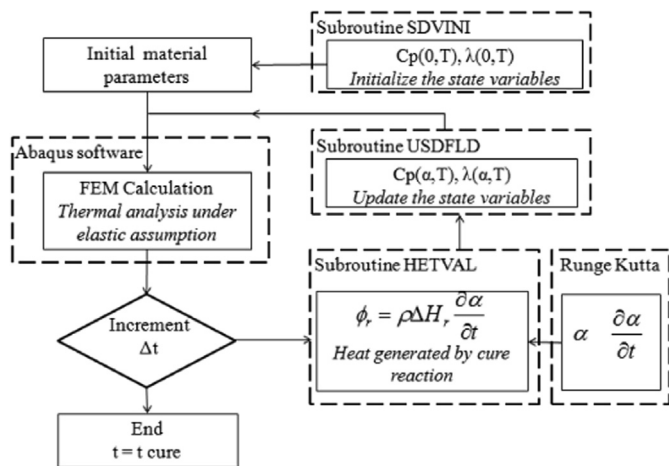 Subroutine SDVINI
Cp(0,T), λ(0,T)
Initialize the state variables
Initial material
parameters
Abaqus software
FEM Calculation
Thermal analysis under
elastic assumption
Subroutine USDFLD
Cp(α,T), λ(α,T)
Update the state variables
Subroutine HETVAL
ϕr = ρΔHr ∂α/∂t
Heat generated by cure
reaction
Runge Kutta
α ∂α/∂t
Increment
Δt
End
t = t cure